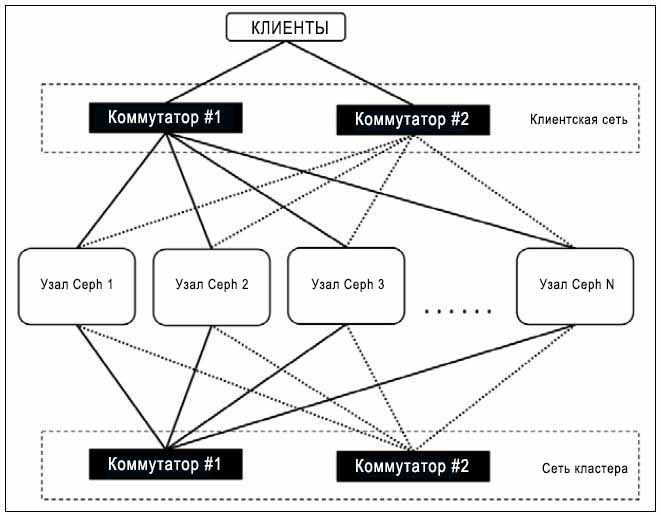 КЛИЕНТЫ
Коммутатор #1
Коммутатор #2
Клиентская сеть
Узел Ceph 1
Узел Ceph 2
Узел Ceph 3
......
Узел Ceph N
Коммутатор #1
Коммутатор #2
Сеть кластера